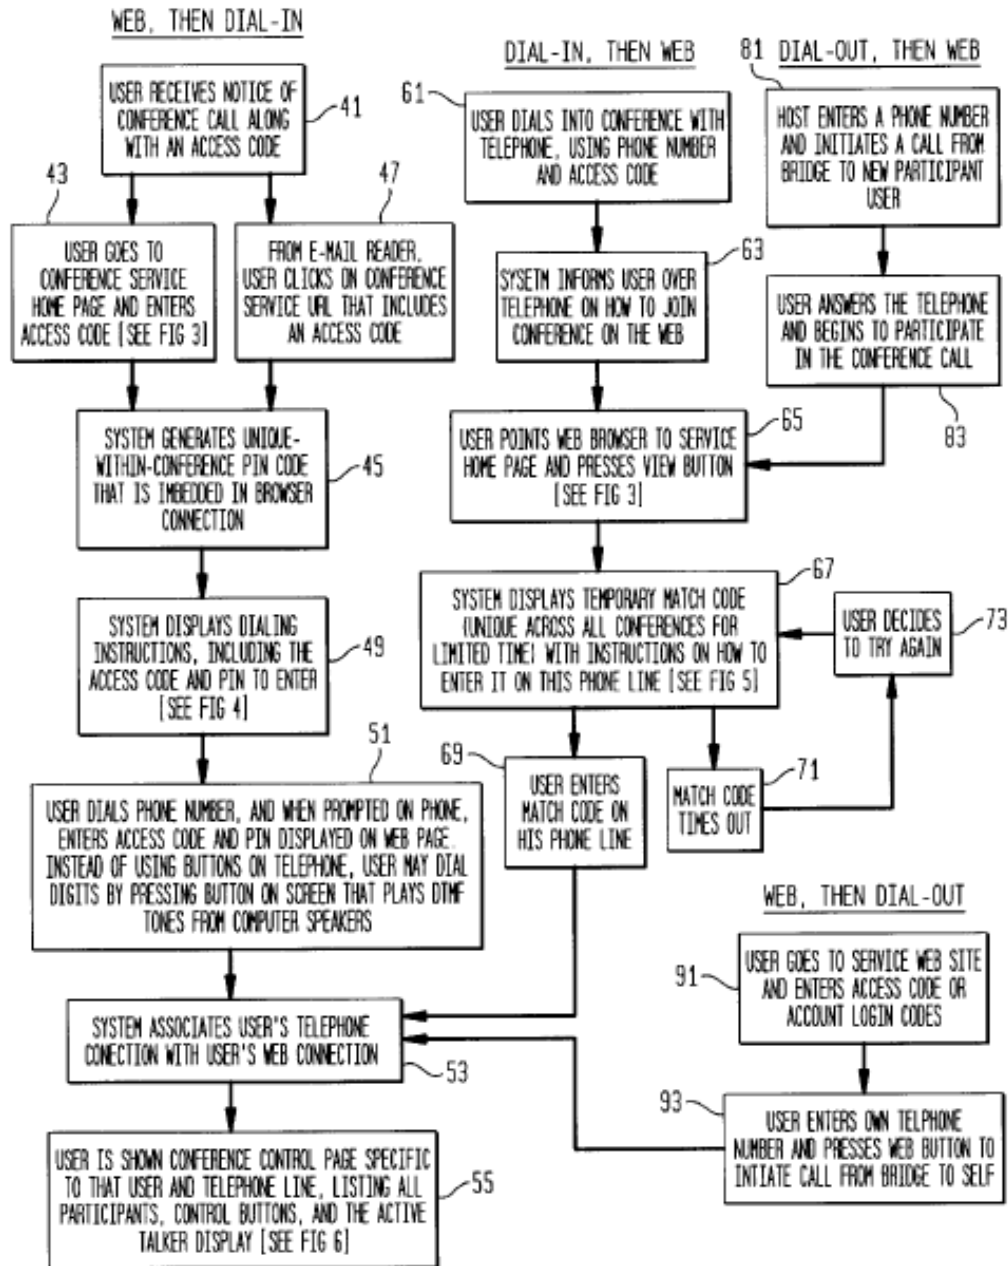 WEB, THEN DIAL-IN
USER RECEIVES NOTICE OF
CONFERENCE CALL ALONG
WITH AN ACCESS CODE
41
43
USER GOES TO
CONFERENCE SERVICE
HOME PAGE AND ENTERS
ACCESS CODE [SEE FIG 3]
47
FROM E-MAIL READER,
USER CLICKS ON CONFERENCE
SERVICE URL THAT INCLUDES
AN ACCESS CODE
SYSTEM GENERATES UNIQUE-
WITHIN-CONFERENCE PIN CODE
THAT IS IMBEDDED IN BROWSER
CONNECTION
45
SYSTEM DISPLAYS DIALING
INSTRUCTIONS, INCLUDING THE
ACCESS CODE AND PIN TO ENTER
[SEE FIG 4]
49
51
USER DIALS PHONE NUMBER, AND WHEN PROMPTED ON PHONE,
ENTERS ACCESS CODE AND PIN DISPLAYED ON WEB PAGE.
INSTEAD OF USING BUTTONS ON TELEPHONE, USER MAY DIAL
DIGITS BY PRESSING BUTTON ON SCREEN THAT PLAYS DTMF
TONES FROM COMPUTER SPEAKERS
SYSTEM ASSOCIATES USER'S TELEPHONE
CONECTION WITH USER'S WEB CONNECTION
53
USER IS SHOWN CONFERENCE CONTROL PAGE SPECIFIC
TO THAT USER AND TELEPHONE LINE, LISTING ALL
PARTICIPANTS, CONTROL BUTTONS, AND THE ACTIVE
TALKER DISPLAY [SEE FIG 6]
55
DIAL-IN, THEN WEB
61
USER DIALS INTO CONFERENCE WITH
TELEPHONE, USING PHONE NUMBER
AND ACCESS CODE
SYSETM INFORMS USER OVER
TELEPHONE ON HOW TO JOIN
CONFERENCE ON THE WEB
63
USER POINTS WEB BROWSER TO SERVICE
HOME PAGE AND PRESSES VIEW BUTTON
[SEE FIG 3]
65
SYSTEM DISPLAYS TEMPORARY MATCH CODE
(UNIQUE ACROSS ALL CONFERENCES FOR
LIMITED TIME) WITH INSTRUCTIONS ON HOW TO
ENTER IT ON THIS PHONE LINE [SEE FIG 5]
67
69
USER ENTERS
MATCH CODE ON
HIS PHONE LINE
71
MATCH CODE
TIMES OUT
USER DECIDES
TO TRY AGAIN
73
DIAL-OUT, THEN WEB
81
HOST ENTERS A PHONE NUMBER
AND INITIATES A CALL FROM
BRIDGE TO NEW PARTICIPANT
USER
USER ANSWERS THE TELEPHONE
AND BEGINS TO PARTICIPATE
IN THE CONFERENCE CALL
83
WEB, THEN DIAL-OUT
91
USER GOES TO SERVICE WEB SITE
AND ENTERS ACCESS CODE OR
ACCOUNT LOGIN CODES
93
USER ENTERS OWN TELPHONE
NUMBER AND PRESSES WEB BUTTON TO
INTIATE CALL FROM BRIDGE TO SELF